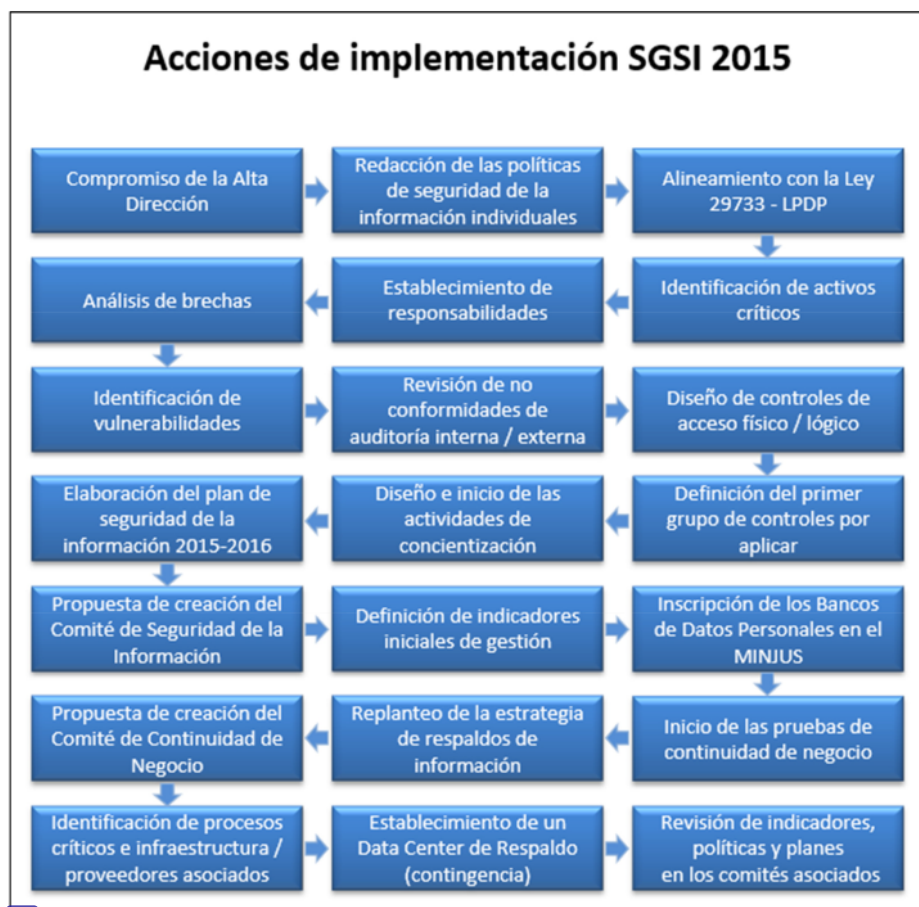 Acciones de implementación SGSI 2015
Compromiso de la Alta
Dirección
Redacción de las políticas
de seguridad de la
información individuales
Alineamiento con la Ley
29733 - LPDP
Identificación de activos
críticos
Establecimiento de
responsabilidades
Análisis de brechas
Identificación de
vulnerabilidades
Revisión de no
conformidades de
auditoría interna / externa
Diseño de controles de
acceso físico / lógico
Definición del primer
grupo de controles por
aplicar
Diseño e inicio de las
actividades de
concientización
Elaboración del plan de
seguridad de la
información 2015-2016
Propuesta de creación del
Comité de Seguridad de la
Información
Definición de indicadores
iniciales de gestión
Inscripción de los Bancos
de Datos Personales en el
MINJUS
Inicio de las pruebas de
continuidad de negocio
Replanteo de la estrategia
de respaldos de
información
Propuesta de creación del
Comité de Continuidad de
Negocio
Identificación de procesos
críticos e infraestructura /
proveedores asociados
Establecimiento de un
Data Center de Respaldo
(contingencia)
Revisión de indicadores,
políticas y planes
en los comités asociados